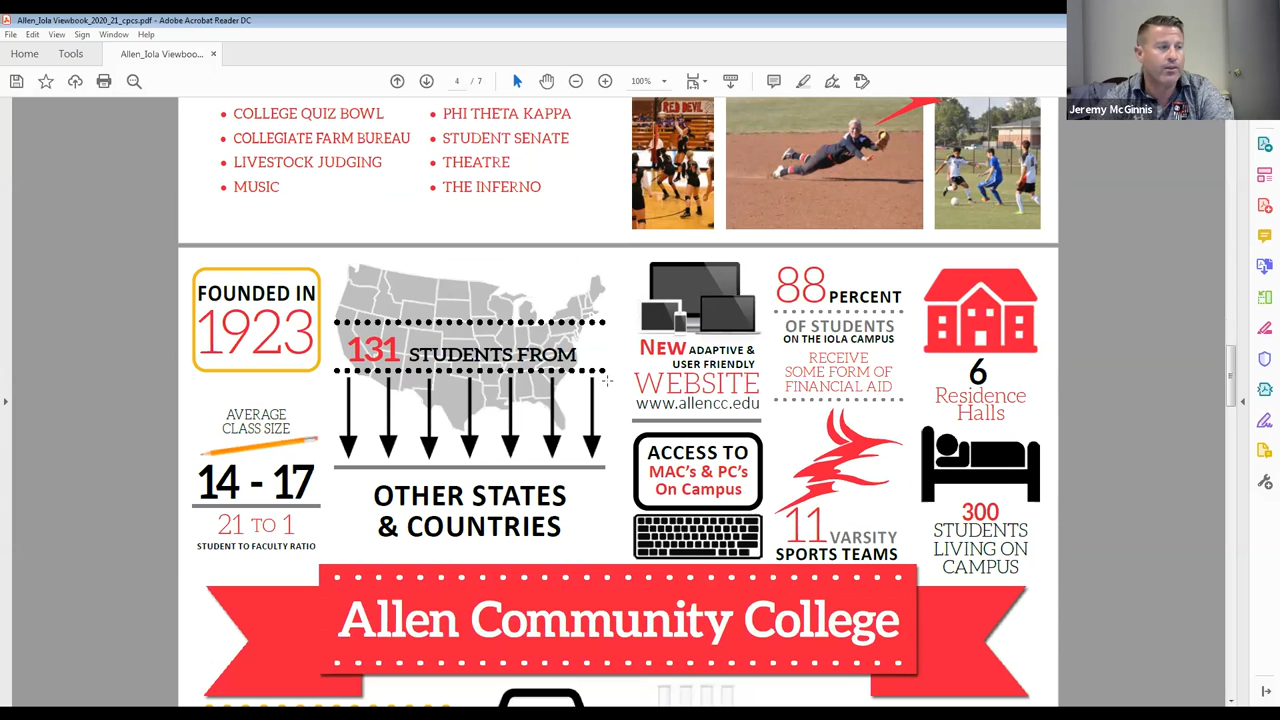 Allen_Iola Viewbook_2020_21_cpcs.pdf - Adobe Acrobat Reader DC
File Edit View Sign Window Help
Home Tools Allen_Iola Viewboo... ×
4 / 7 100%
Jeremy McGinnis
• COLLEGE QUIZ BOWL
• COLLEGIATE FARM BUREAU
• LIVESTOCK JUDGING
• MUSIC
• PHI THETA KAPPA
• STUDENT SENATE
• THEATRE
• THE INFERNO
RED DEVIL
FOUNDED IN
1923
AVERAGE
CLASS SIZE
14 - 17
21 TO 1
STUDENT TO FACULTY RATIO
131 STUDENTS FROM
OTHER STATES
& COUNTRIES
NEW ADAPTIVE &
USER FRIENDLY
WEBSITE
www.allencc.edu
ACCESS TO
MAC's & PC's
On Campus
88 PERCENT
OF STUDENTS
ON THE IOLA CAMPUS
RECEIVE
SOME FORM OF
FINANCIAL AID
11 VARSITY
SPORTS TEAMS
6
Residence
Halls
300
STUDENTS
LIVING ON
CAMPUS
Allen Community College